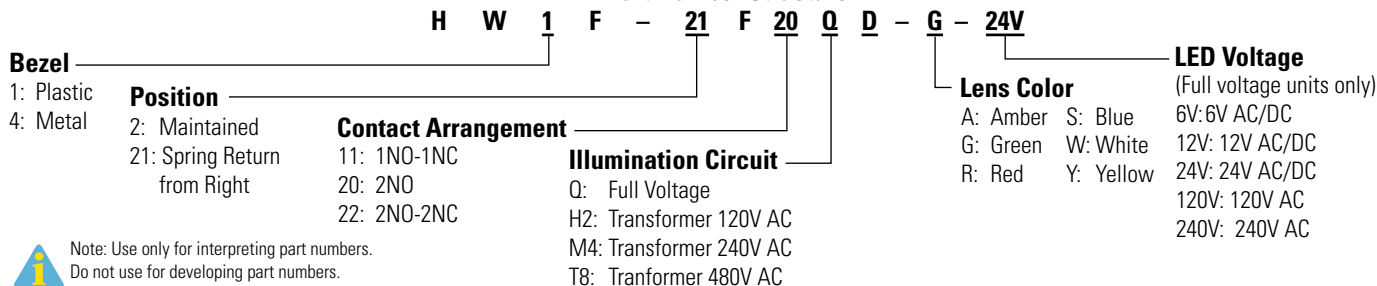 H W 1 F – 21 F 20 Q D – G – 24V
Bezel
1: Plastic
4: Metal
Position
2: Maintained
21: Spring Return
from Right
Contact Arrangement
11: 1NO-1NC
20: 2NO
22: 2NO-2NC
Illumination Circuit
Q: Full Voltage
H2: Transformer 120V AC
M4: Transformer 240V AC
T8: Tranformer 480V AC
Lens Color
A: Amber S: Blue
G: Green W: White
R: Red Y: Yellow
LED Voltage
(Full voltage units only)
6V: 6V AC/DC
12V: 12V AC/DC
24V: 24V AC/DC
120V: 120V AC
240V: 240V AC
i
Note: Use only for interpreting part numbers.
Do not use for developing part numbers.